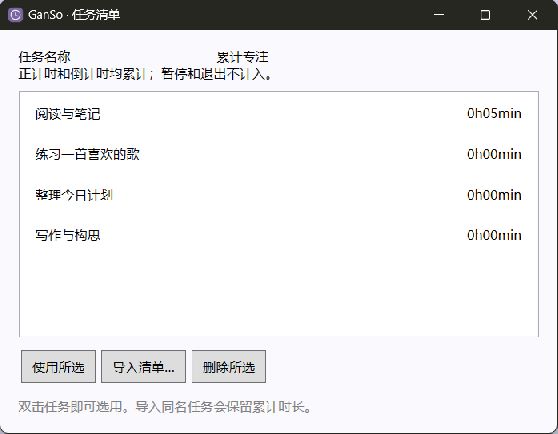 GanSo · 任务清单
任务名称 累计专注
正计时和倒计时均累计；暂停和退出不计入。
阅读与笔记 0h05min
练习一首喜欢的歌 0h00min
整理今日计划 0h00min
写作与构思 0h00min
使用所选 导入清单... 删除所选
双击任务即可选用。导入同名任务会保留累计时长。